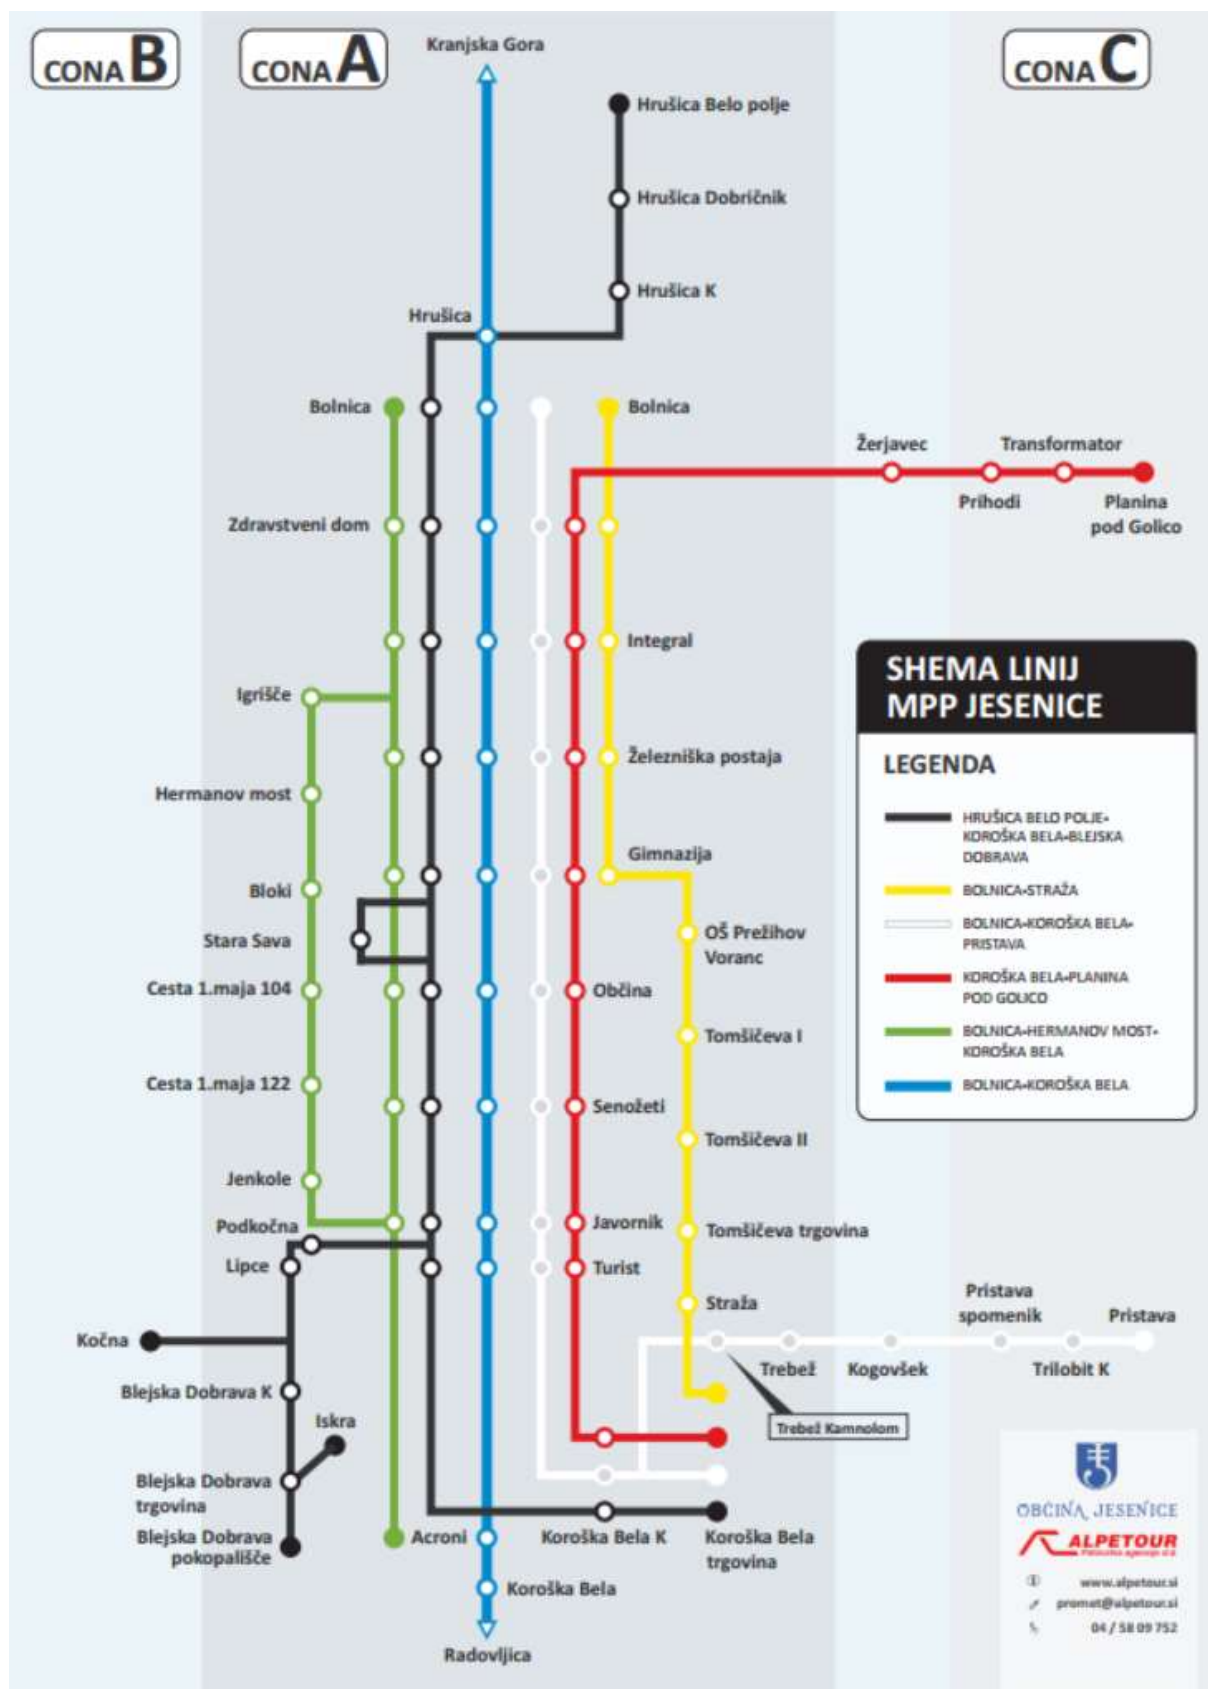 CONA B
CONA A
CONA C
Kranjska Gora
Hrušica Belo polje
Hrušica Dobričnik
Hrušica K
Hrušica
Bolnica
Bolnica
Žerjavec
Transformator
Prihodi
Planina
pod Golico
Zdravstveni dom
Integral
Igrišče
Železniška postaja
Hermanov most
Gimnazija
Bloki
Stara Sava
OŠ Prežihov
Voranc
Cesta 1.maja 104
Občina
Tomšičeva I
Cesta 1.maja 122
Senožeti
Tomšičeva II
Jenkole
Podkočna
Javornik
Tomšičeva trgovina
Lipce
Turist
Straža
Pristava
spomenik
Pristava
Kočna
Trebež
Kogovšek
Trilobit K
Blejska Dobrava K
Iskra
Trebež Kamnolom
Blejska Dobrava
trgovina
Blejska Dobrava
pokopališče
Acroni
Koroška Bela K
Koroška Bela
trgovina
Koroška Bela
Radovljica
SHEMA LINIJ
MPP JESENICE
LEGENDA
HRUŠICA BELO POLJE-
KOROŠKA BELA-BLEJSKA
DOBRAVA
BOLNICA-STRAŽA
BOLNICA-KOROŠKA BELA-
PRISTAVA
KOROŠKA BELA-PLANINA
POD GOLICO
BOLNICA-HERMANOV MOST-
KOROŠKA BELA
BOLNICA-KOROŠKA BELA
OBČINA JESENICE
ALPETOUR
Potovalna agencija d.d.
www.alpetour.si
promet@alpetour.si
04 / 58 09 752